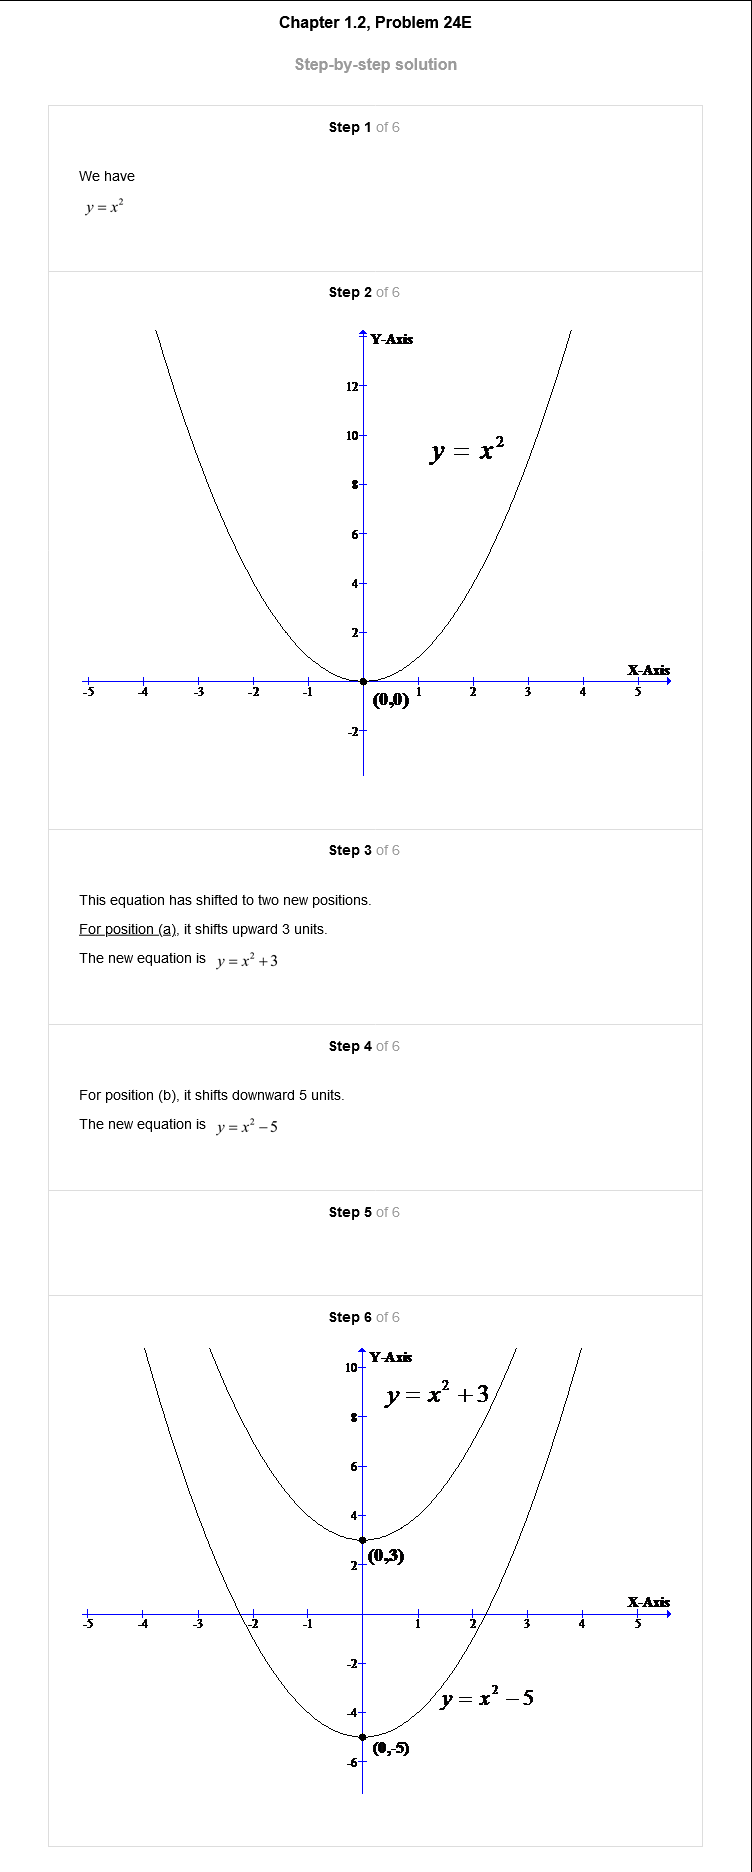 Chapter 1.2, Problem 24E
Step-by-step solution
Step 1 of 6
We have
y = x²
Step 2 of 6
Y-Axis
12
10
y = x²
8
6
4
2
X-Axis
-5 -4 -3 -2 -1 1 2 3 4 5
(0,0)
-2
Step 3 of 6
This equation has shifted to two new positions.
For position (a), it shifts upward 3 units.
The new equation is y = x² + 3
Step 4 of 6
For position (b), it shifts downward 5 units.
The new equation is y = x² – 5
Step 5 of 6
Step 6 of 6
Y-Axis
10
y = x² + 3
8
6
4
(0,3)
2
X-Axis
-5 -4 -3 -2 -1 1 2 3 4 5
-2
y = x² – 5
-4
(0,-5)
-6